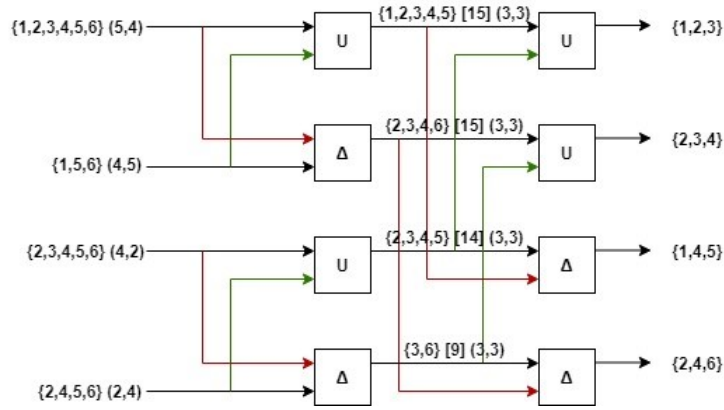 {1,2,3,4,5,6} (5,4)
U
{1,2,3,4,5} [15] (3,3)
U
{1,2,3}
{1,5,6} (4,5)
Δ
{2,3,4,6} [15] (3,3)
U
{2,3,4}
{2,3,4,5,6} (4,2)
U
{2,3,4,5} [14] (3,3)
Δ
{1,4,5}
{2,4,5,6} (2,4)
Δ
{3,6} [9] (3,3)
Δ
{2,4,6}